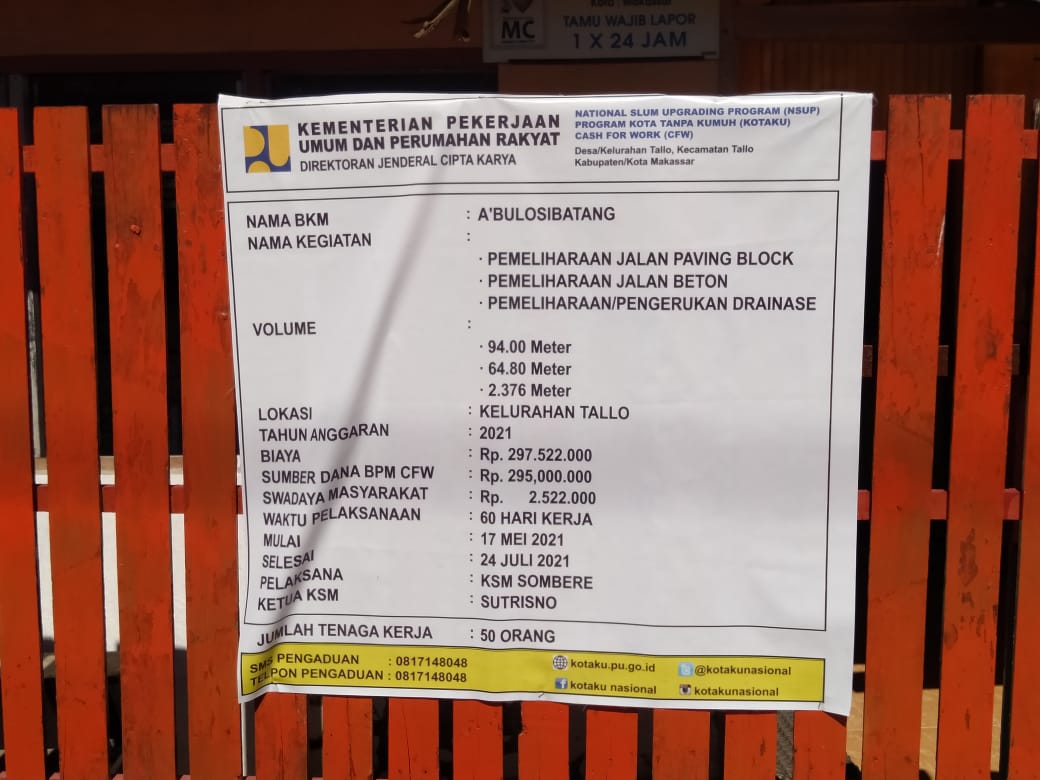 Kota : Makassar
MC
TAMU WAJIB LAPOR
1 X 24 JAM
PU
KEMENTERIAN PEKERJAAN
UMUM DAN PERUMAHAN RAKYAT
DIREKTORAN JENDERAL CIPTA KARYA
NATIONAL SLUM UPGRADING PROGRAM (NSUP)
PROGRAM KOTA TANPA KUMUH (KOTAKU)
CASH FOR WORK (CFW)
Desa/Kelurahan Tallo, Kecamatan Tallo
Kabupaten/Kota Makassar
NAMA BKM : A'BULOSIBATANG
NAMA KEGIATAN :
· PEMELIHARAAN JALAN PAVING BLOCK
· PEMELIHARAAN JALAN BETON
· PEMELIHARAAN/PENGERUKAN DRAINASE
VOLUME :
· 94.00 Meter
· 64.80 Meter
· 2.376 Meter
LOKASI : KELURAHAN TALLO
TAHUN ANGGARAN : 2021
BIAYA : Rp. 297.522.000
SUMBER DANA BPM CFW : Rp. 295,000.000
SWADAYA MASYARAKAT : Rp. 2.522.000
WAKTU PELAKSANAAN : 60 HARI KERJA
MULAI : 17 MEI 2021
SELESAI : 24 JULI 2021
PELAKSANA : KSM SOMBERE
KETUA KSM : SUTRISNO
JUMLAH TENAGA KERJA : 50 ORANG
SMS PENGADUAN : 0817148048
TELPON PENGADUAN : 0817148048
kotaku.pu.go.id
@kotakunasional
kotaku nasional
kotakunasional